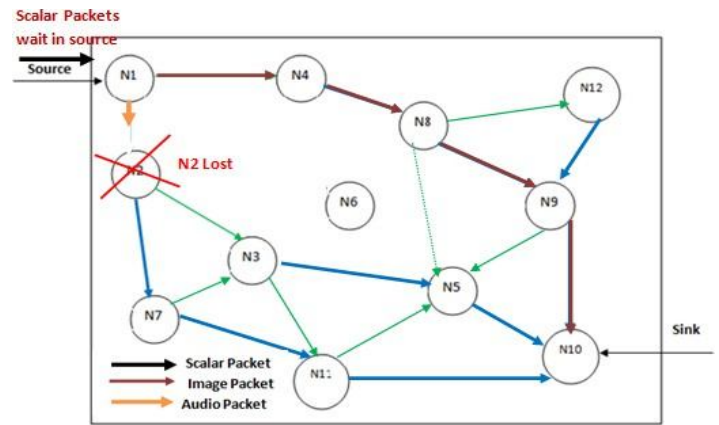 Scalar Packets
wait in source
Source
N1
N4
N12
N8
N2
N2 Lost
N6
N9
N3
N5
N7
Sink
N10
N11
Scalar Packet
Image Packet
Audio Packet